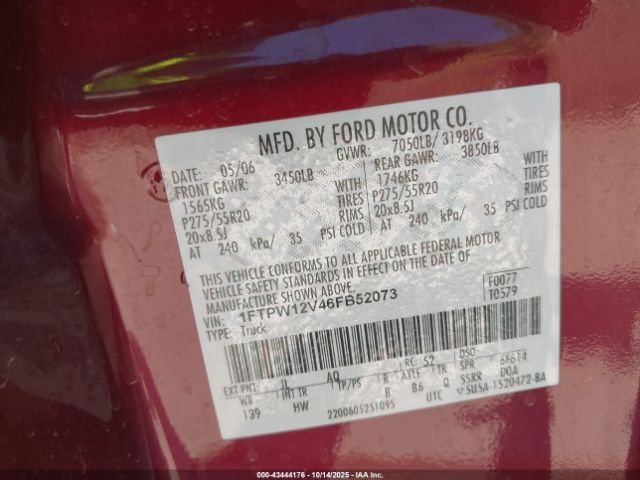 MFD. BY FORD MOTOR CO.
DATE: 05/06 GVWR: 7050LB/ 3198KG
FRONT GAWR: 3450LB REAR GAWR: 3850LB
1565KG WITH 1746KG WITH
P275/55R20 TIRES P275/55R20 TIRES
20x8.5J RIMS 20x8.5J RIMS
AT 240 kPa/ 35 PSI COLD AT 240 kPa/ 35 PSI COLD
THIS VEHICLE CONFORMS TO ALL APPLICABLE FEDERAL MOTOR
VEHICLE SAFETY STANDARDS IN EFFECT ON THE DATE OF
MANUFACTURE SHOWN ABOVE.
VIN: 1FTPW12V46FB52073 F0077
TYPE: Truck T0579
EXT PNT: JL AQ RC: 52 DSO:
WB INT TR TP/PS R AXLE TR SPR 6F614
139 HW B B6 Q SSRR DOA
2200605251095 UTC 5U5A-1520472-BA
000-43444176 - 10/14/2025 - IAA Inc.